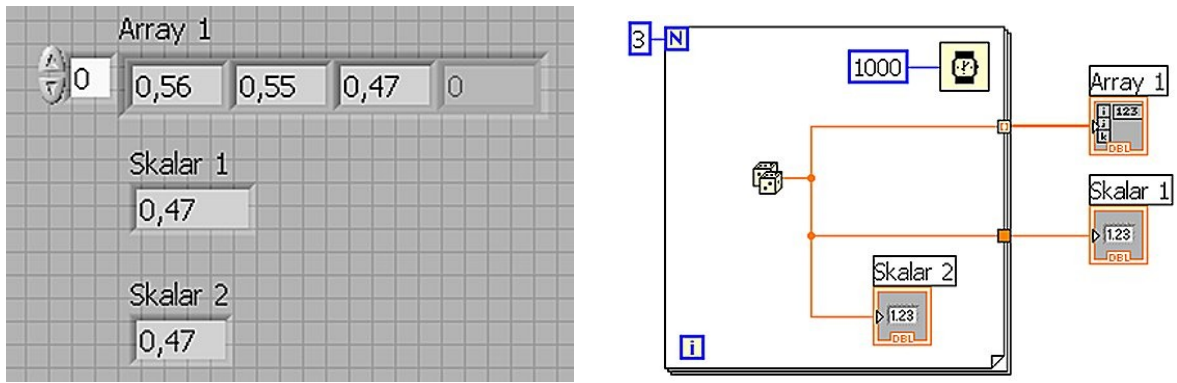 Array 1
0
0,56 0,55 0,47 0
Skalar 1
0,47
Skalar 2
0,47
3 N
1000
Array 1
i 123
j
k
DBL
Skalar 1
1.23
DBL
Skalar 2
1.23
DBL
i